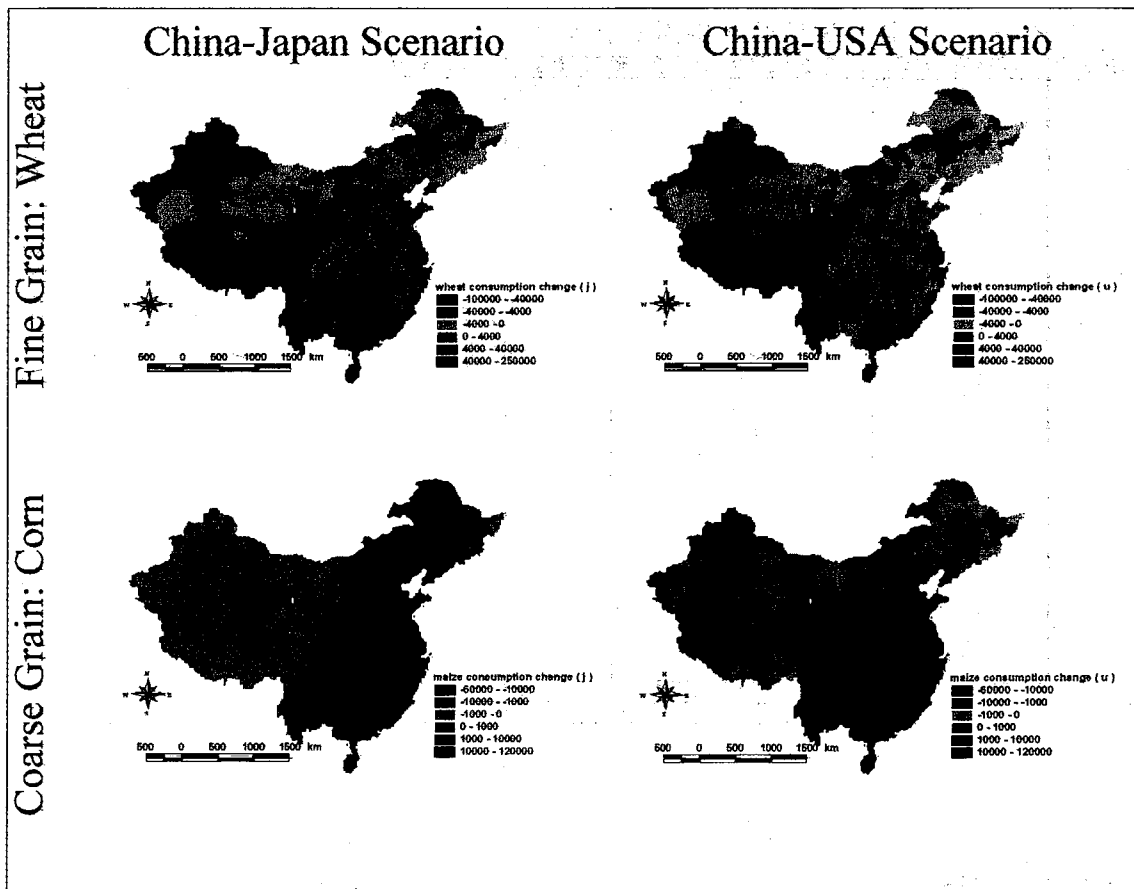 China-Japan Scenario
China-USA Scenario
Fine Grain: Wheat
N
W
E
S
wheat consumption change ( j )
-100000 - -40000
-40000 - -4000
-4000 - 0
0 - 4000
4000 - 40000
40000 - 250000
500 0 500 1000 1500 km
N
W
E
S
wheat consumption change ( u )
-100000 - -40000
-40000 - -4000
-4000 - 0
0 - 4000
4000 - 40000
40000 - 250000
500 0 500 1000 1500 km
Coarse Grain: Corn
N
W
E
S
maize consumption change ( j )
-60000 - -10000
-10000 - -1000
-1000 - 0
0 - 1000
1000 - 10000
10000 - 120000
500 0 500 1000 1500 km
N
W
E
S
maize consumption change ( u )
-60000 - -10000
-10000 - -1000
-1000 - 0
0 - 1000
1000 - 10000
10000 - 120000
500 0 500 1000 1500 km